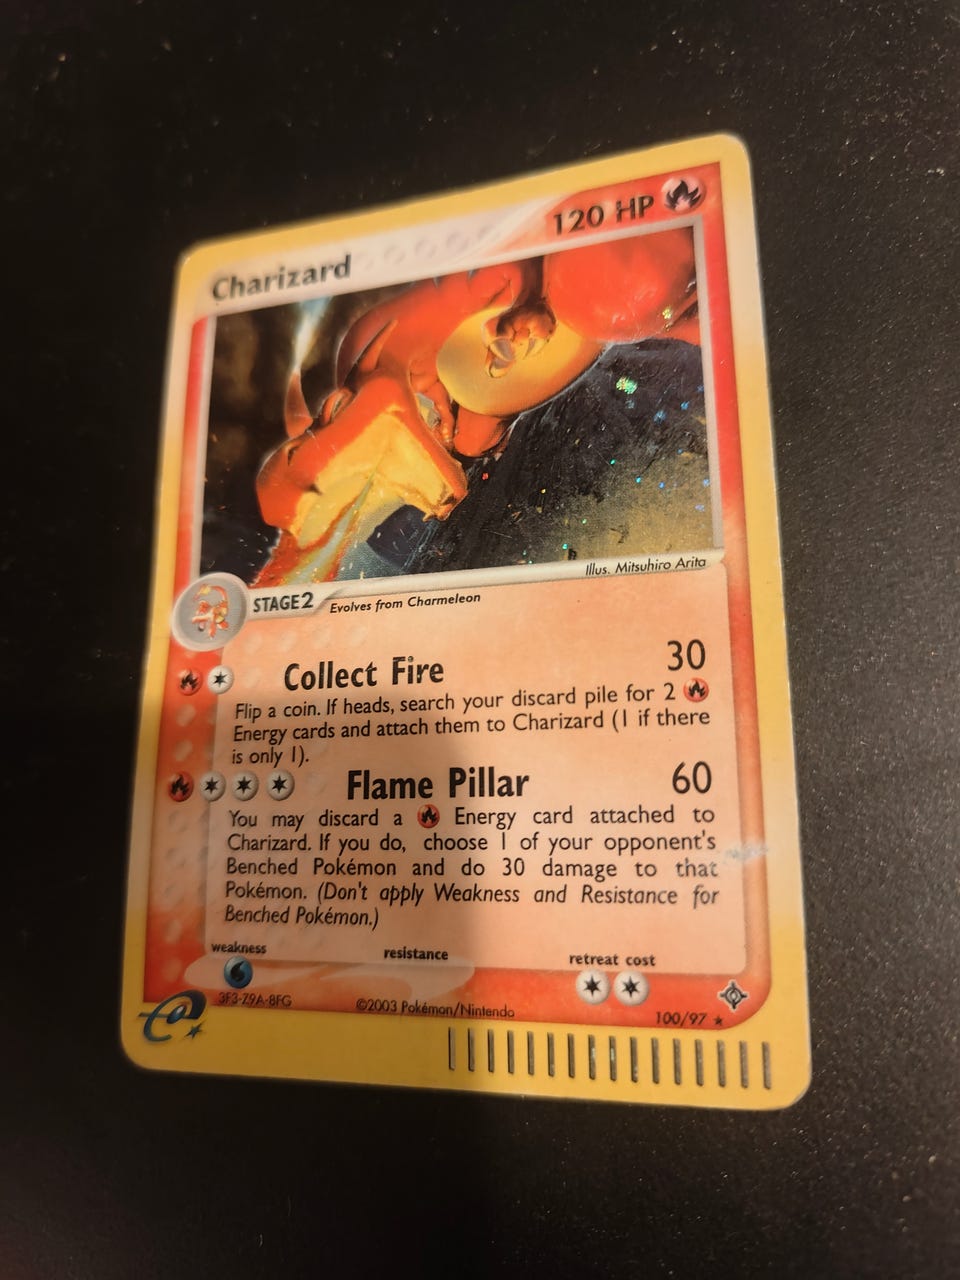 Charizard 120 HP
Illus. Mitsuhiro Arita
STAGE2 Evolves from Charmeleon
Collect Fire 30
Flip a coin. If heads, search your discard pile for 2
Energy cards and attach them to Charizard (1 if there
is only 1).
Flame Pillar 60
You may discard a Energy card attached to
Charizard. If you do, choose 1 of your opponent's
Benched Pokémon and do 30 damage to that
Pokémon. (Don't apply Weakness and Resistance for
Benched Pokémon.)
weakness resistance retreat cost
3F3-Z9A-8FG ©2003 Pokémon/Nintendo 100/97
e